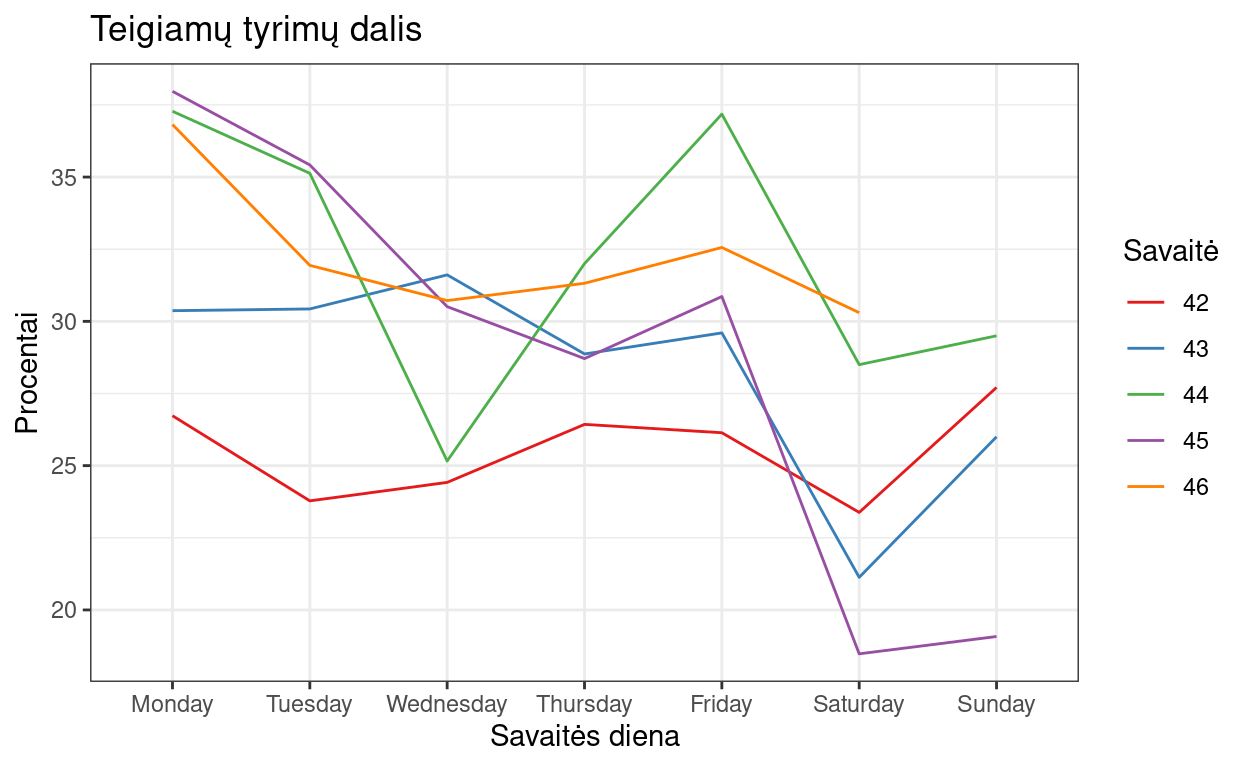 Teigiamų tyrimų dalis
Procentai
35
30
25
20
Monday
Tuesday
Wednesday
Thursday
Friday
Saturday
Sunday
Savaitės diena
Savaitė
42
43
44
45
46